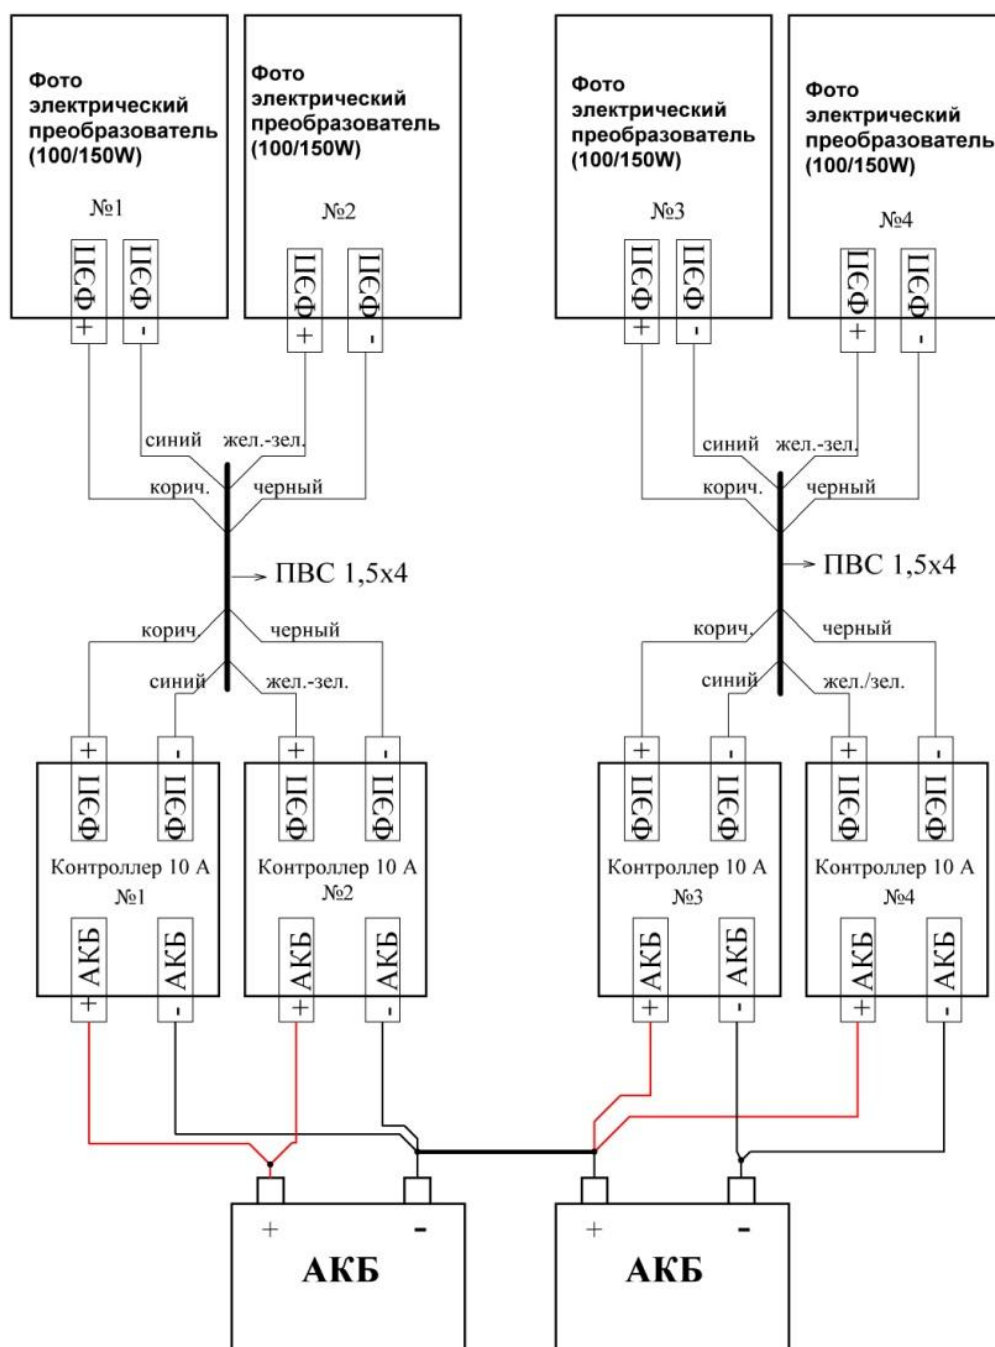 Фото
электрический
преобразователь
(100/150W)
№1
ФЭП +
ФЭП -
Фото
электрический
преобразователь
(100/150W)
№2
ФЭП +
ФЭП -
Фото
электрический
преобразователь
(100/150W)
№3
ФЭП +
ФЭП -
Фото
электрический
преобразователь
(100/150W)
№4
ФЭП +
ФЭП -
синий
жел.-зел.
корич.
черный
ПВС 1,5х4
корич.
черный
синий
жел.-зел.
синий
жел.-зел.
корич.
черный
ПВС 1,5х4
корич.
черный
синий
жел./зел.
+ ФЭП
- ФЭП
Контроллер 10 А
№1
АКБ +
АКБ -
+ ФЭП
- ФЭП
Контроллер 10 А
№2
АКБ +
АКБ -
+ ФЭП
- ФЭП
Контроллер 10 А
№3
АКБ +
АКБ -
+ ФЭП
- ФЭП
Контроллер 10 А
№4
АКБ +
АКБ -
+ -
АКБ
+ -
АКБ